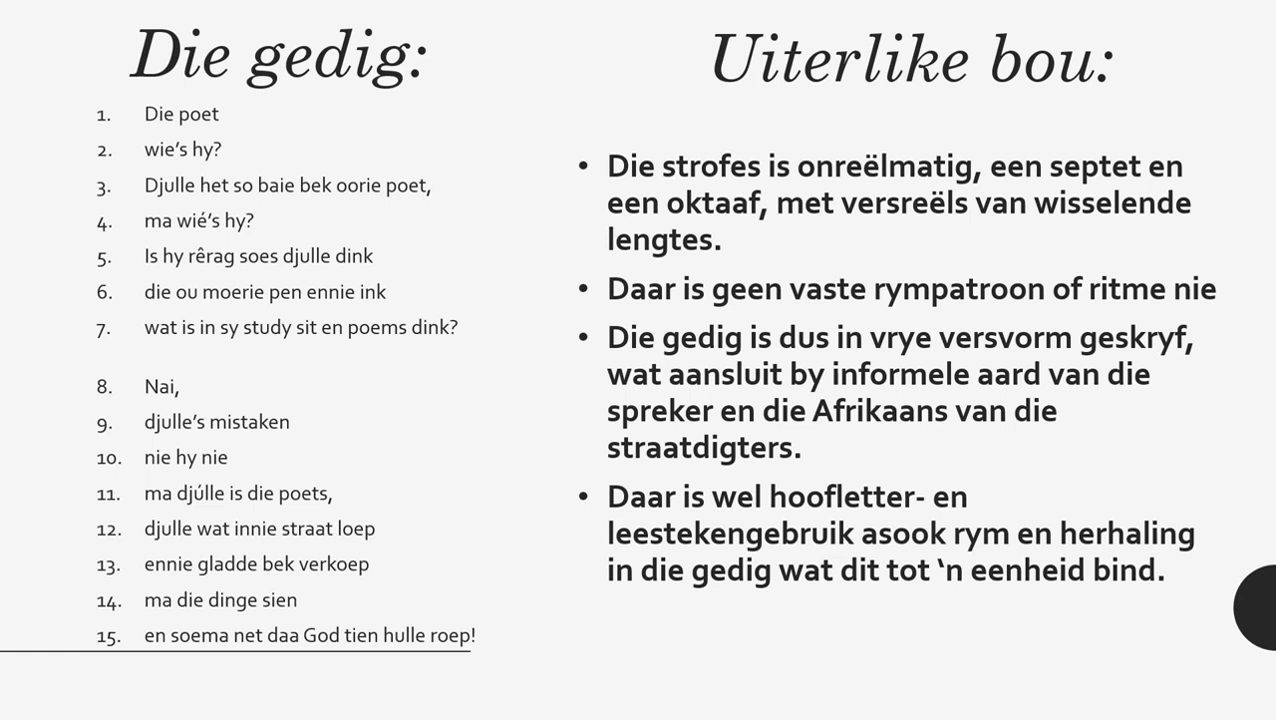 Die gedig:
1. Die poet
2. wie's hy?
3. Djulle het so baie bek oorie poet,
4. ma wié's hy?
5. Is hy rêrag soes djulle dink
6. die ou moerie pen ennie ink
7. wat is in sy study sit en poems dink?
8. Nai,
9. djulle's mistaken
10. nie hy nie
11. ma djúlle is die poets,
12. djulle wat innie straat loep
13. ennie gladde bek verkoep
14. ma die dinge sien
15. en soema net daa God tien hulle roep!
Uiterlike bou:
• Die strofes is onreëlmatig, een septet en
een oktaaf, met versreëls van wisselende
lengtes.
• Daar is geen vaste rympatroon of ritme nie
• Die gedig is dus in vrye versvorm geskryf,
wat aansluit by informele aard van die
spreker en die Afrikaans van die
straatdigters.
• Daar is wel hoofletter- en
leestekengebruik asook rym en herhaling
in die gedig wat dit tot ‘n eenheid bind.